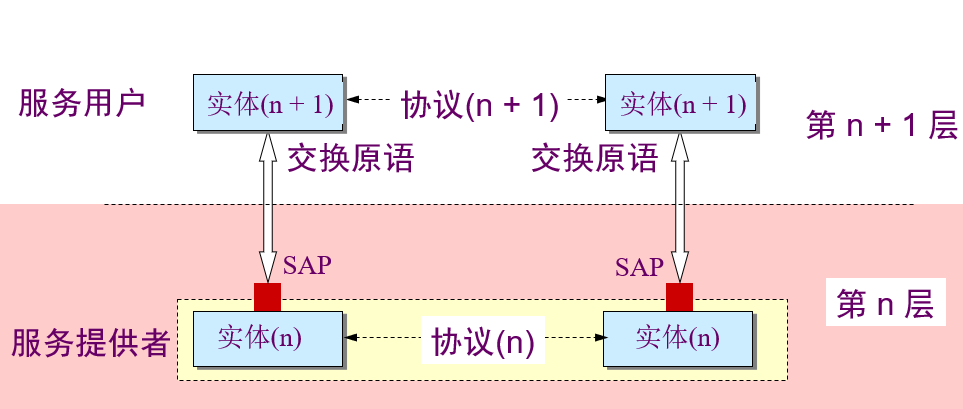 服务用户
实体(n + 1)
协议(n + 1)
实体(n + 1)
第 n + 1 层
交换原语
交换原语
SAP
SAP
第 n 层
服务提供者
实体(n)
协议(n)
实体(n)